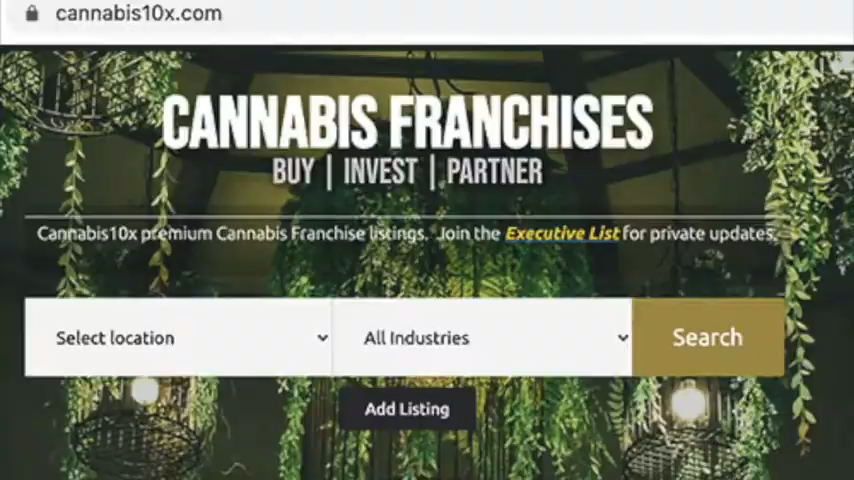 cannabis10x.com
CANNABIS FRANCHISES
BUY | INVEST | PARTNER
Cannabis10x premium Cannabis Franchise listings. Join the Executive List for private updates.
Select location
All Industries
Search
Add Listing